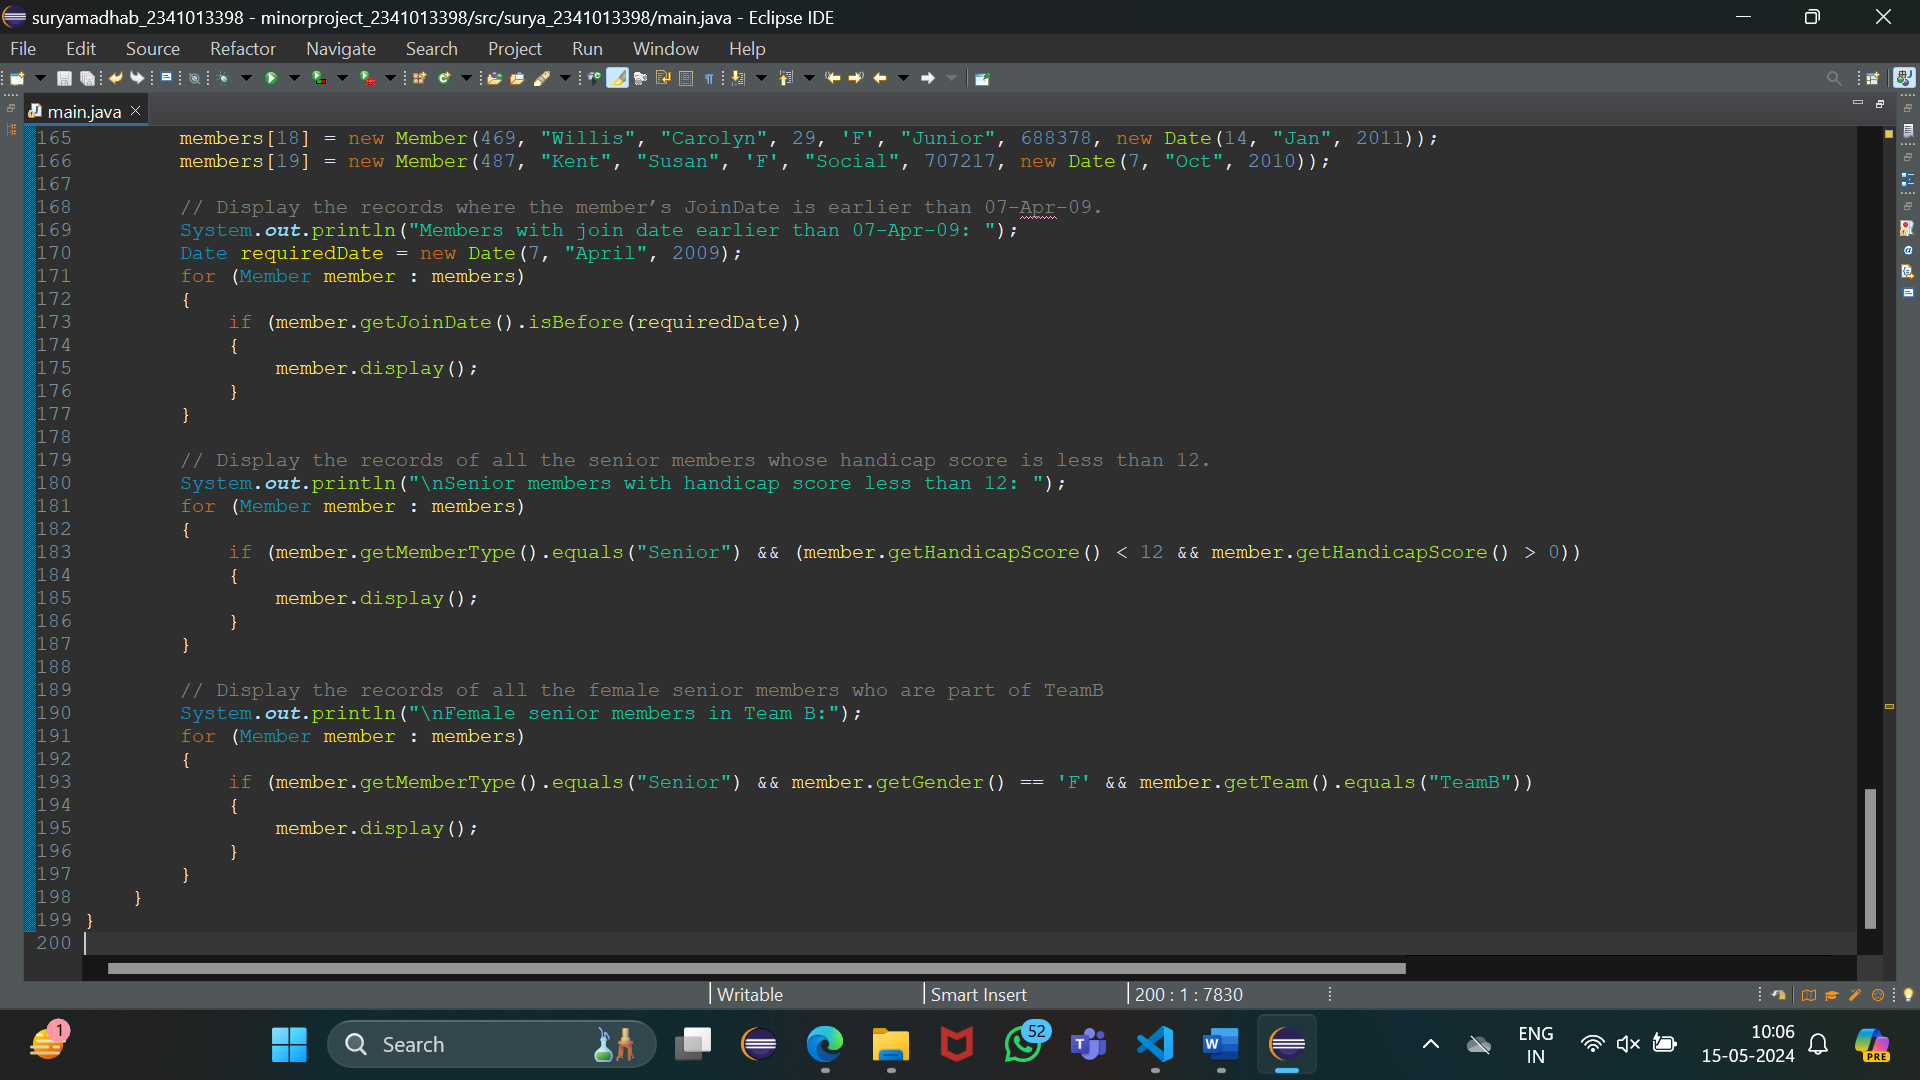 suryamadhab_2341013398 - minorproject_2341013398/src/surya_2341013398/main.java - Eclipse IDE
File Edit Source Refactor Navigate Search Project Run Window Help
main.java
165 members[18] = new Member(469, "Willis", "Carolyn", 29, 'F', "Junior", 688378, new Date(14, "Jan", 2011));
166 members[19] = new Member(487, "Kent", "Susan", 'F', "Social", 707217, new Date(7, "Oct", 2010));
167
168 // Display the records where the member’s JoinDate is earlier than 07-Apr-09.
169 System.out.println("Members with join date earlier than 07-Apr-09: ");
170 Date requiredDate = new Date(7, "April", 2009);
171 for (Member member : members)
172 {
173 if (member.getJoinDate().isBefore(requiredDate))
174 {
175 member.display();
176 }
177 }
178
179 // Display the records of all the senior members whose handicap score is less than 12.
180 System.out.println("\nSenior members with handicap score less than 12: ");
181 for (Member member : members)
182 {
183 if (member.getMemberType().equals("Senior") && (member.getHandicapScore() < 12 && member.getHandicapScore() > 0))
184 {
185 member.display();
186 }
187 }
188
189 // Display the records of all the female senior members who are part of TeamB
190 System.out.println("\nFemale senior members in Team B:");
191 for (Member member : members)
192 {
193 if (member.getMemberType().equals("Senior") && member.getGender() == 'F' && member.getTeam().equals("TeamB"))
194 {
195 member.display();
196 }
197 }
198 }
199 }
200
Writable Smart Insert 200 : 1 : 7830
1 Search 52 ENG 10:06
IN 15-05-2024 PRE